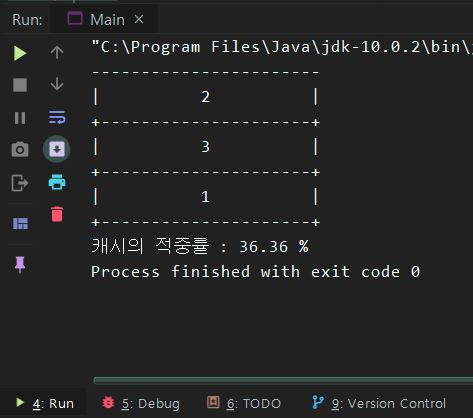 Run: Main ×
"C:\Program Files\Java\jdk-10.0.2\bin\
-----------------------
|          2          |
+---------------------+
|          3          |
+---------------------+
|          1          |
+---------------------+
캐시의 적중률 : 36.36 %
Process finished with exit code 0
4: Run 5: Debug 6: TODO 9: Version Control